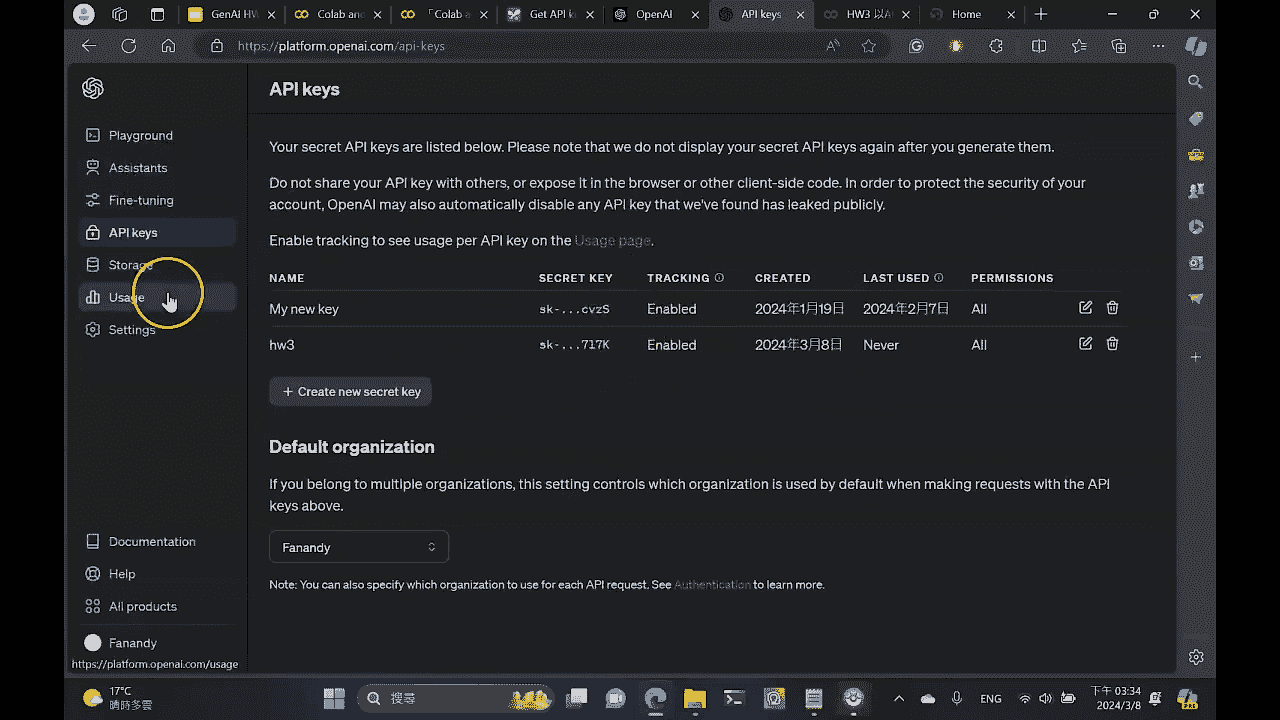 GenAI HW
Colab and
「Colab a
Get API k
OpenAI
API keys
HW3 以A
Home
https://platform.openai.com/api-keys
API keys
Playground
Assistants
Fine-tuning
API keys
Storage
Usage
Settings
Your secret API keys are listed below. Please note that we do not display your secret API keys again after you generate them.
Do not share your API key with others, or expose it in the browser or other client-side code. In order to protect the security of your
account, OpenAI may also automatically disable any API key that we've found has leaked publicly.
Enable tracking to see usage per API key on the Usage page.
NAME SECRET KEY TRACKING CREATED LAST USED PERMISSIONS
My new key sk-...cvzS Enabled 2024年1月19日 2024年2月7日 All
hw3 sk-...717K Enabled 2024年3月8日 Never All
+ Create new secret key
Default organization
If you belong to multiple organizations, this setting controls which organization is used by default when making requests with the API
keys above.
Fanandy
Note: You can also specify which organization to use for each API request. See Authentication to learn more.
Documentation
Help
All products
Fanandy
https://platform.openai.com/usage
17°C
晴時多雲
搜尋
ENG
下午 03:34
2024/3/8